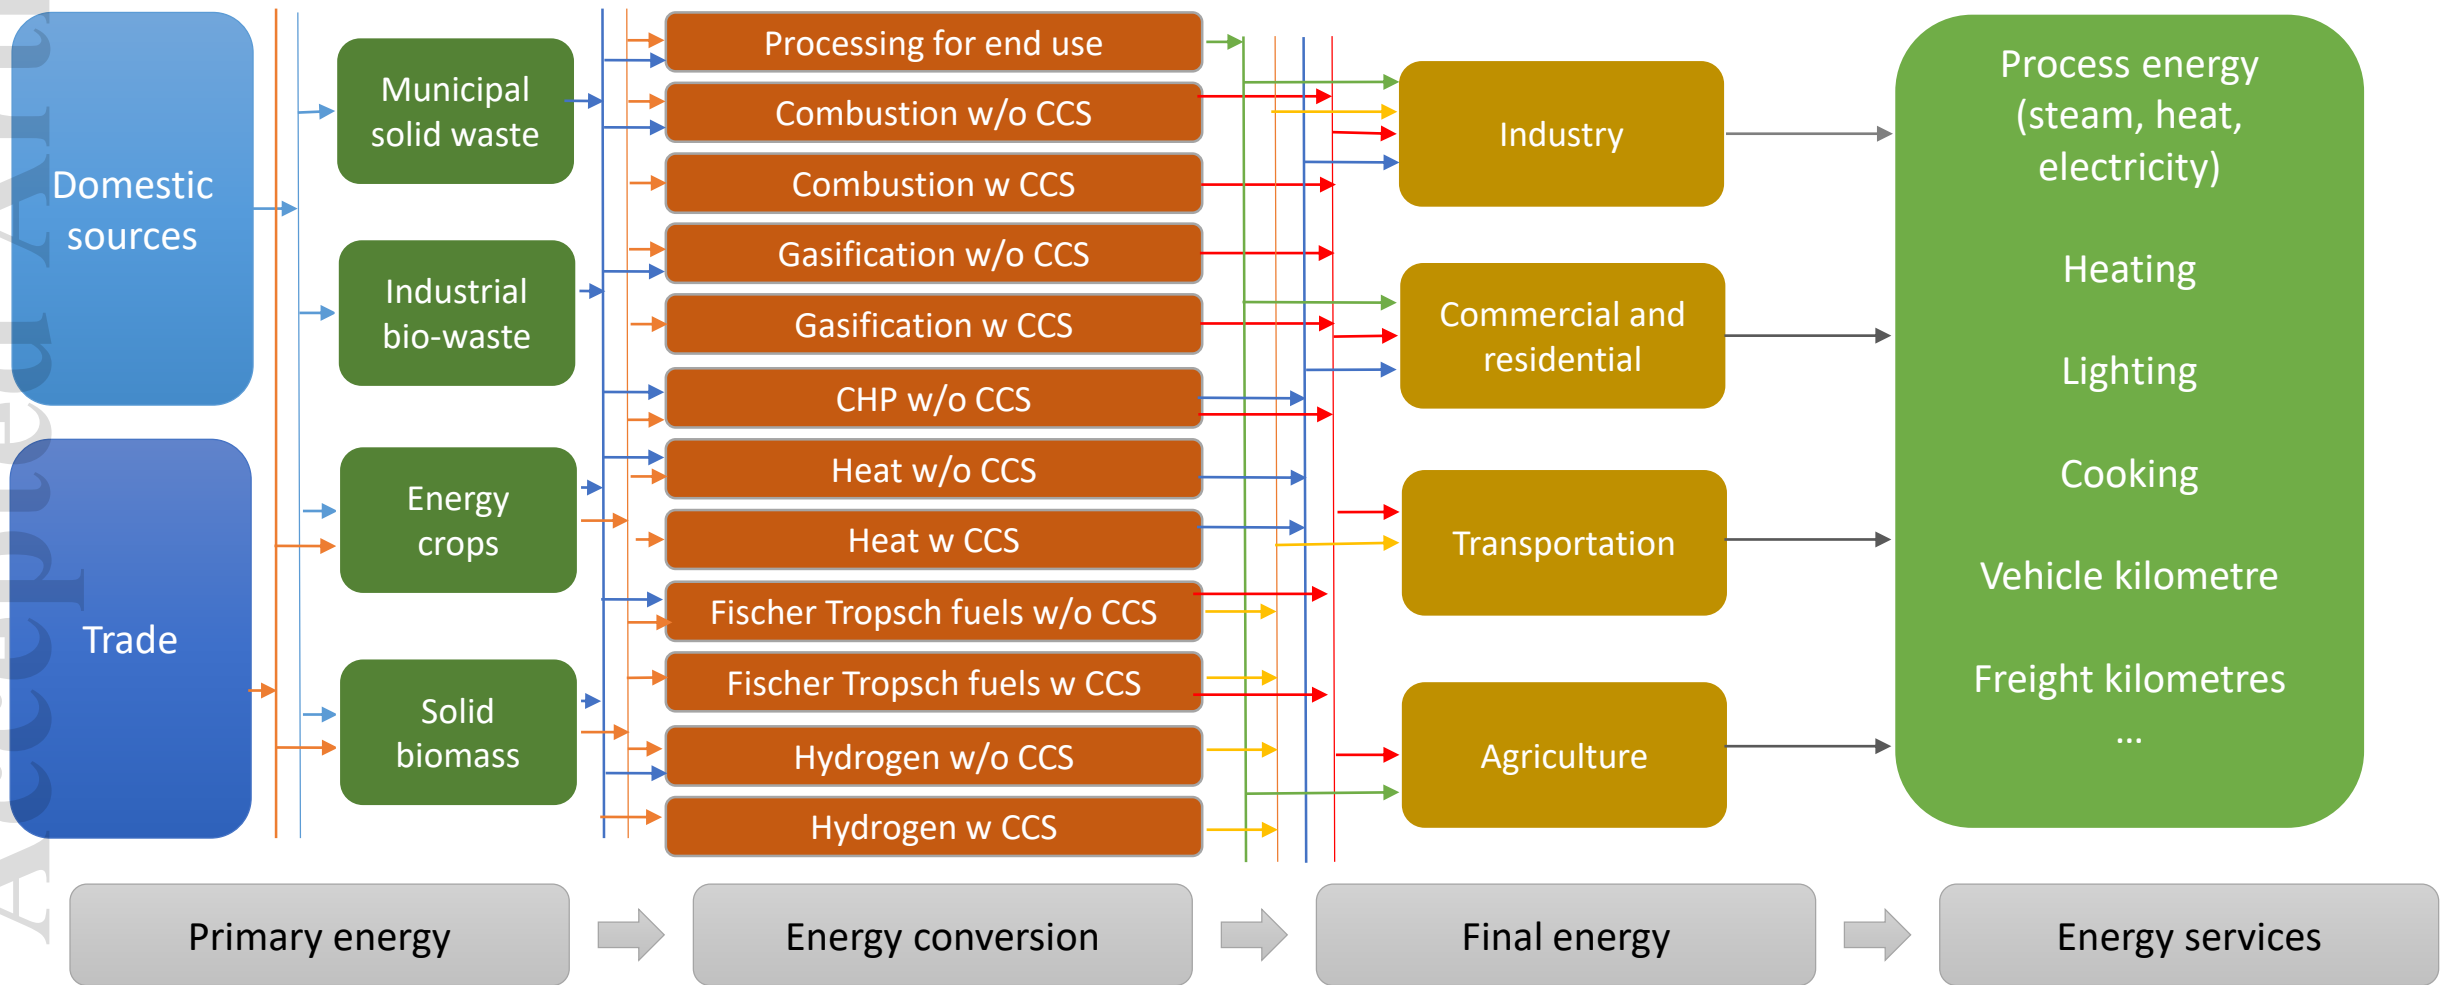 Domestic
sources
Trade
Municipal
solid waste
Industrial
bio-waste
Energy
crops
Solid
biomass
Processing for end use
Combustion w/o CCS
Combustion w CCS
Gasification w/o CCS
Gasification w CCS
CHP w/o CCS
Heat w/o CCS
Heat w CCS
Fischer Tropsch fuels w/o CCS
Fischer Tropsch fuels w CCS
Hydrogen w/o CCS
Hydrogen w CCS
Industry
Commercial and
residential
Transportation
Agriculture
Process energy
(steam, heat,
electricity)
Heating
Lighting
Cooking
Vehicle kilometre
Freight kilometres
...
Primary energy
Energy conversion
Final energy
Energy services
Accepted